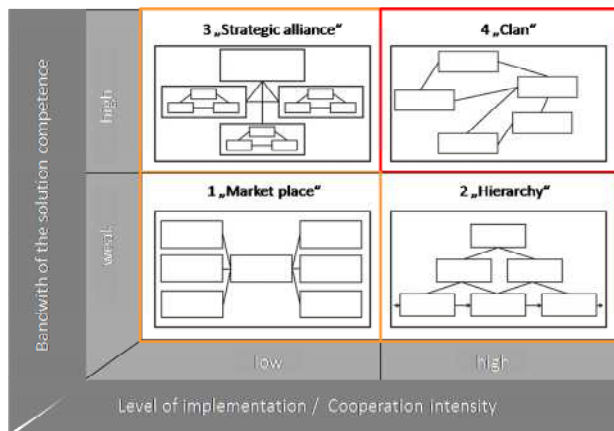 3 „Strategic alliance“
4 „Clan“
high
1 „Market place“
2 „Hierarchy“
weak
Bandwith of the solution competence
low
high
Level of implementation / Cooperation intensity